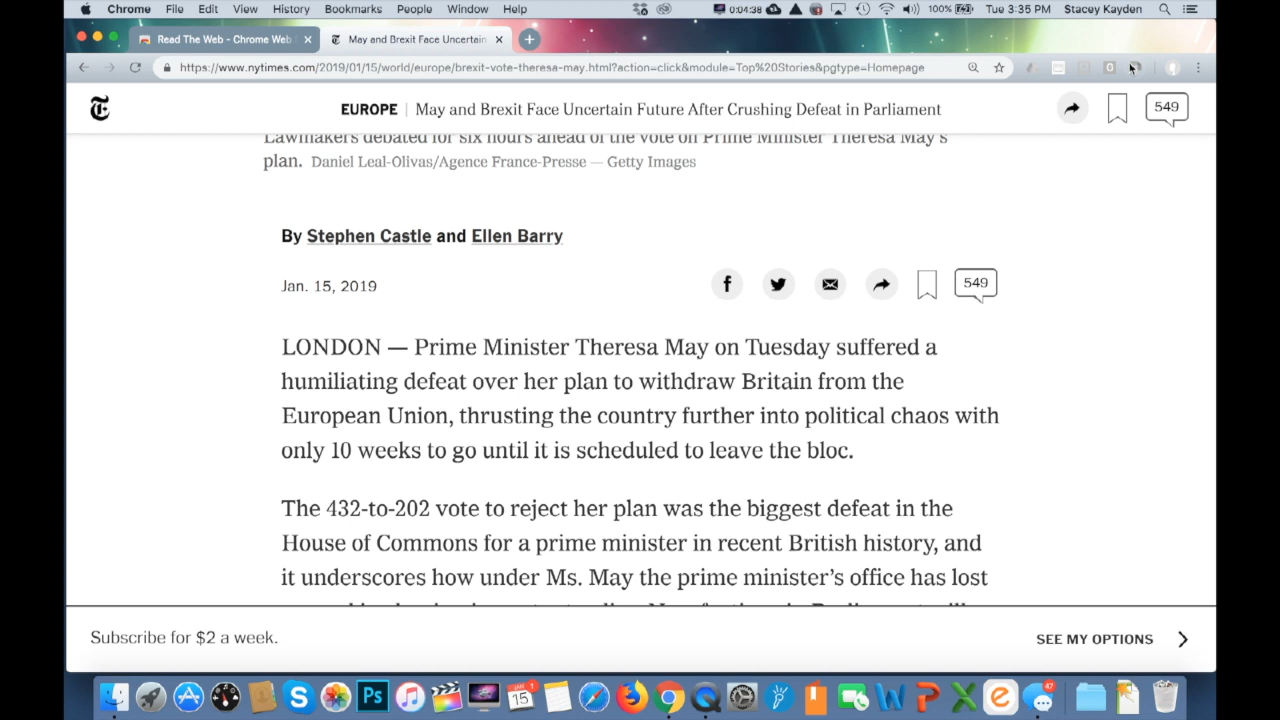 Chrome File Edit View History Bookmarks People Window Help 0:04:38 100% Tue 3:35 PM Stacey Kayden
Read The Web - Chrome Web
May and Brexit Face Uncertain
https://www.nytimes.com/2019/01/15/world/europe/brexit-vote-theresa-may.html?action=click&module=Top%20Stories&pgtype=Homepage
EUROPE | May and Brexit Face Uncertain Future After Crushing Defeat in Parliament 549
Lawmakers debated for six hours ahead of the vote on Prime Minister Theresa May's
plan. Daniel Leal-Olivas/Agence France-Presse — Getty Images
By Stephen Castle and Ellen Barry
Jan. 15, 2019 549
LONDON — Prime Minister Theresa May on Tuesday suffered a
humiliating defeat over her plan to withdraw Britain from the
European Union, thrusting the country further into political chaos with
only 10 weeks to go until it is scheduled to leave the bloc.
The 432-to-202 vote to reject her plan was the biggest defeat in the
House of Commons for a prime minister in recent British history, and
it underscores how under Ms. May the prime minister's office has lost
Subscribe for $2 a week. SEE MY OPTIONS
Ps
JAN 15
47